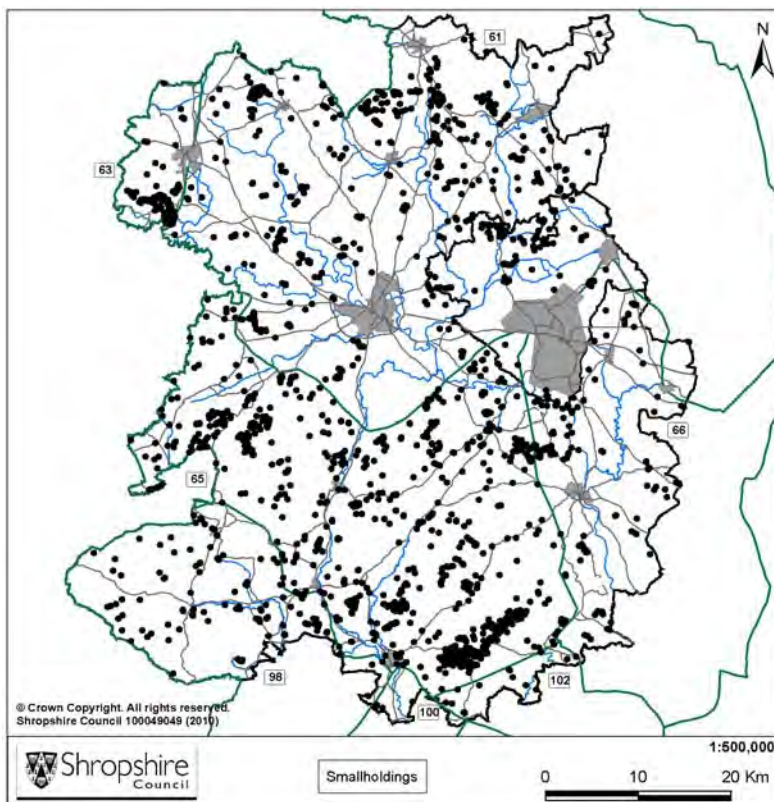 N
61
63
66
65
98
100
102
© Crown Copyright. All rights reserved.
Shropshire Council 100049049 (2010)
Shropshire
Council
Smallholdings
1:500,000
0 10 20 Km